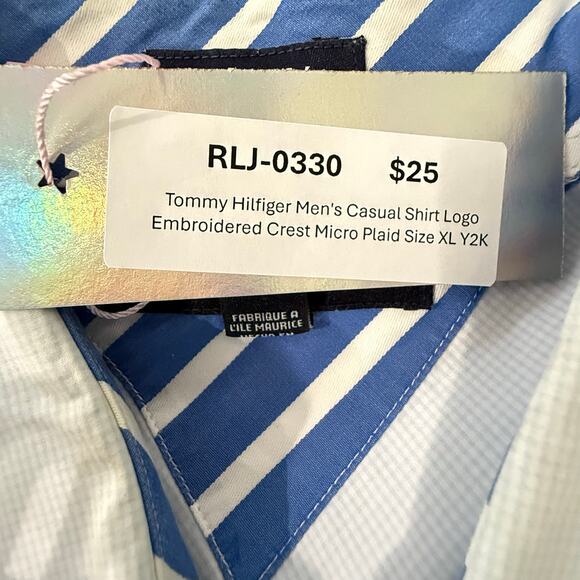 RLJ-0330 $25
Tommy Hilfiger Men's Casual Shirt Logo
Embroidered Crest Micro Plaid Size XL Y2K
FABRIQUE A
L'ILE MAURICE